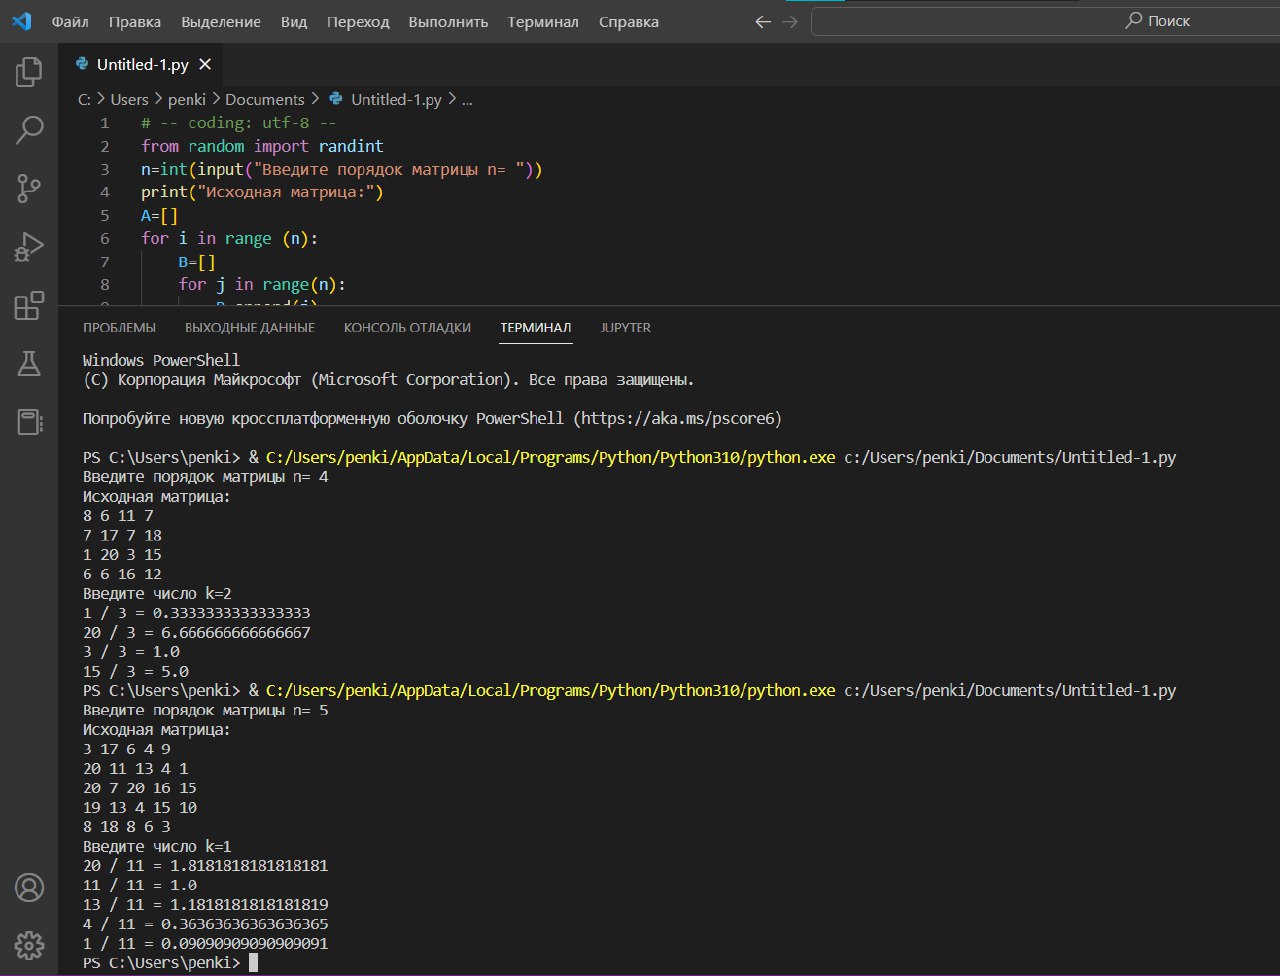 Файл Правка Выделение Вид Переход Выполнить Терминал Справка Поиск
Untitled-1.py
C: > Users > penki > Documents > Untitled-1.py > ...
1 # -- coding: utf-8 --
2 from random import randint
3 n=int(input("Введите порядок матрицы n= "))
4 print("Исходная матрица:")
5 A=[]
6 for i in range (n):
7 B=[]
8 for j in range(n):
ПРОБЛЕМЫ ВЫХОДНЫЕ ДАННЫЕ КОНСОЛЬ ОТЛАДКИ ТЕРМИНАЛ JUPYTER
Windows PowerShell
(C) Корпорация Майкрософт (Microsoft Corporation). Все права защищены.
Попробуйте новую кроссплатформенную оболочку PowerShell (https://aka.ms/pscore6)
PS C:\Users\penki> & C:/Users/penki/AppData/Local/Programs/Python/Python310/python.exe c:/Users/penki/Documents/Untitled-1.py
Введите порядок матрицы n= 4
Исходная матрица:
8 6 11 7
7 17 7 18
1 20 3 15
6 6 16 12
Введите число k=2
1 / 3 = 0.3333333333333333
20 / 3 = 6.666666666666667
3 / 3 = 1.0
15 / 3 = 5.0
PS C:\Users\penki> & C:/Users/penki/AppData/Local/Programs/Python/Python310/python.exe c:/Users/penki/Documents/Untitled-1.py
Введите порядок матрицы n= 5
Исходная матрица:
3 17 6 4 9
20 11 13 4 1
20 7 20 16 15
19 13 4 15 10
8 18 8 6 3
Введите число k=1
20 / 11 = 1.8181818181818181
11 / 11 = 1.0
13 / 11 = 1.1818181818181819
4 / 11 = 0.36363636363636365
1 / 11 = 0.09090909090909091
PS C:\Users\penki>